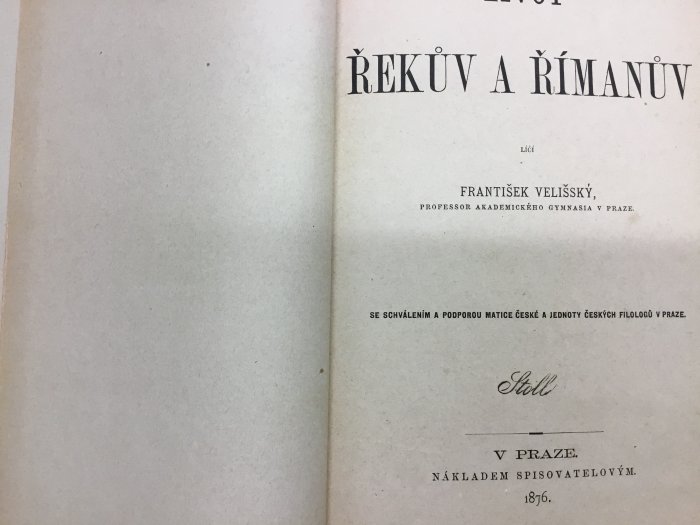 ŽIVOT
ŘEKŮV A ŘÍMANŮV
LÍČÍ
FRANTIŠEK VELIŠSKÝ,
PROFESSOR AKADEMICKÉHO GYMNASIA V PRAZE.
SE SCHVÁLENÍM A PODPOROU MATICE ČESKÉ A JEDNOTY ČESKÝCH FILOLOGŮ V PRAZE.
Stoll
V PRAZE.
NÁKLADEM SPISOVATELOVÝM.
1876.